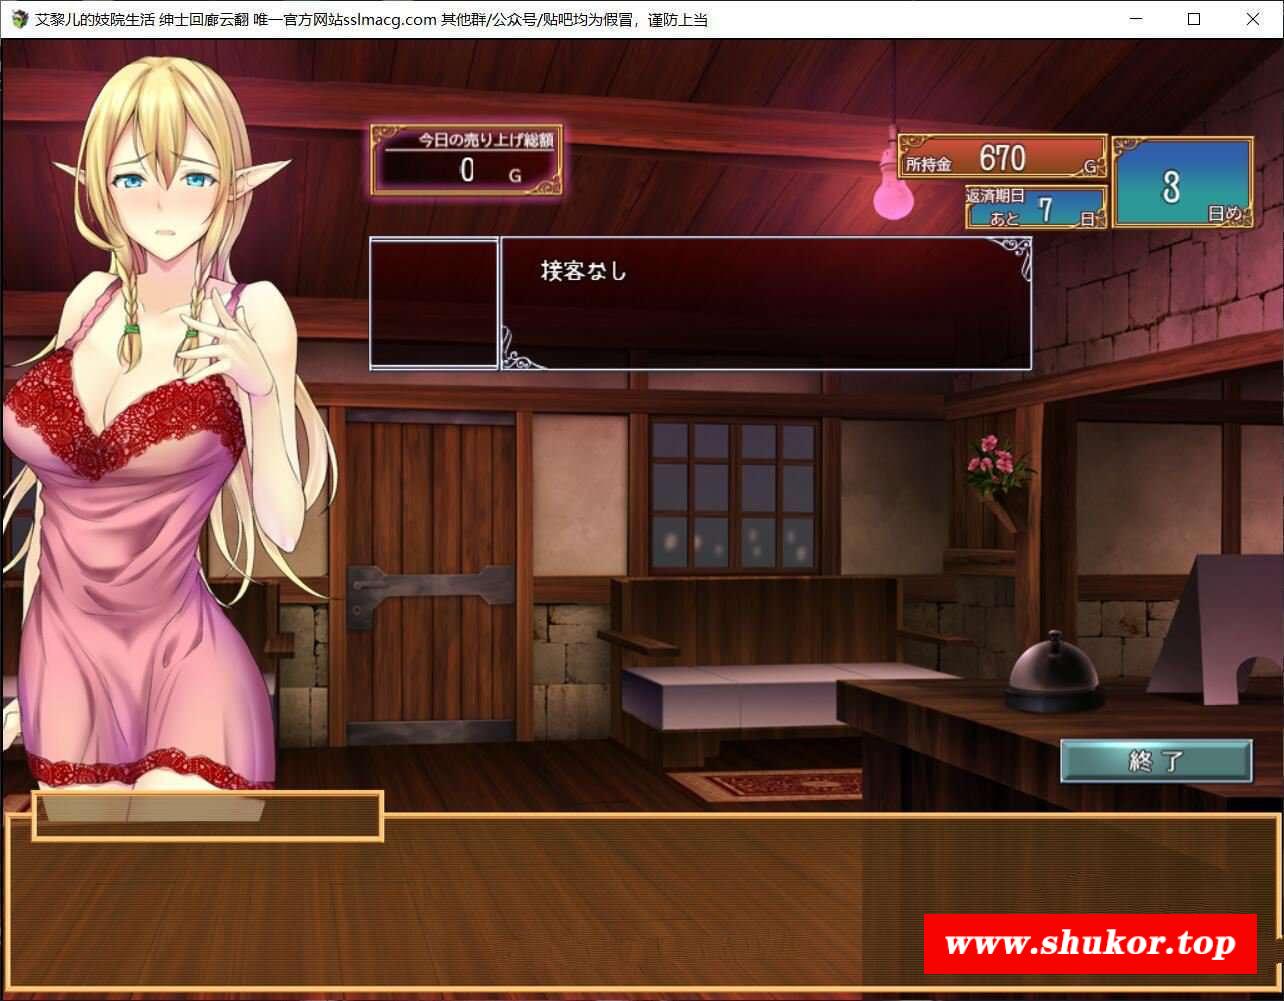 艾黎儿的妓院生活 绅士回廊云翻 唯一官方网站sslmacg.com 其他群/公众号/贴吧均为假冒，谨防上当
今日の売り上げ総額
0 G
所持金 670 G
返済期日
あと 7 日
3 日め
接客なし
終了
www.shukor.top